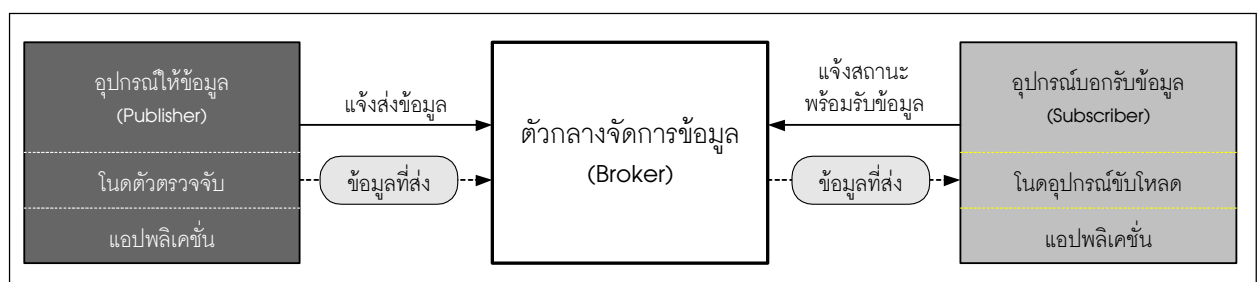 อุปกรณ์ให้ข้อมูล
(Publisher)
โนดตัวตรวจจับ
แอปพลิเคชั่น
แจ้งส่งข้อมูล
ข้อมูลที่ส่ง
ตัวกลางจัดการข้อมูล
(Broker)
แจ้งสถานะ
พร้อมรับข้อมูล
ข้อมูลที่ส่ง
อุปกรณ์บอกรับข้อมูล
(Subscriber)
โนดอุปกรณ์ขับโหลด
แอปพลิเคชั่น